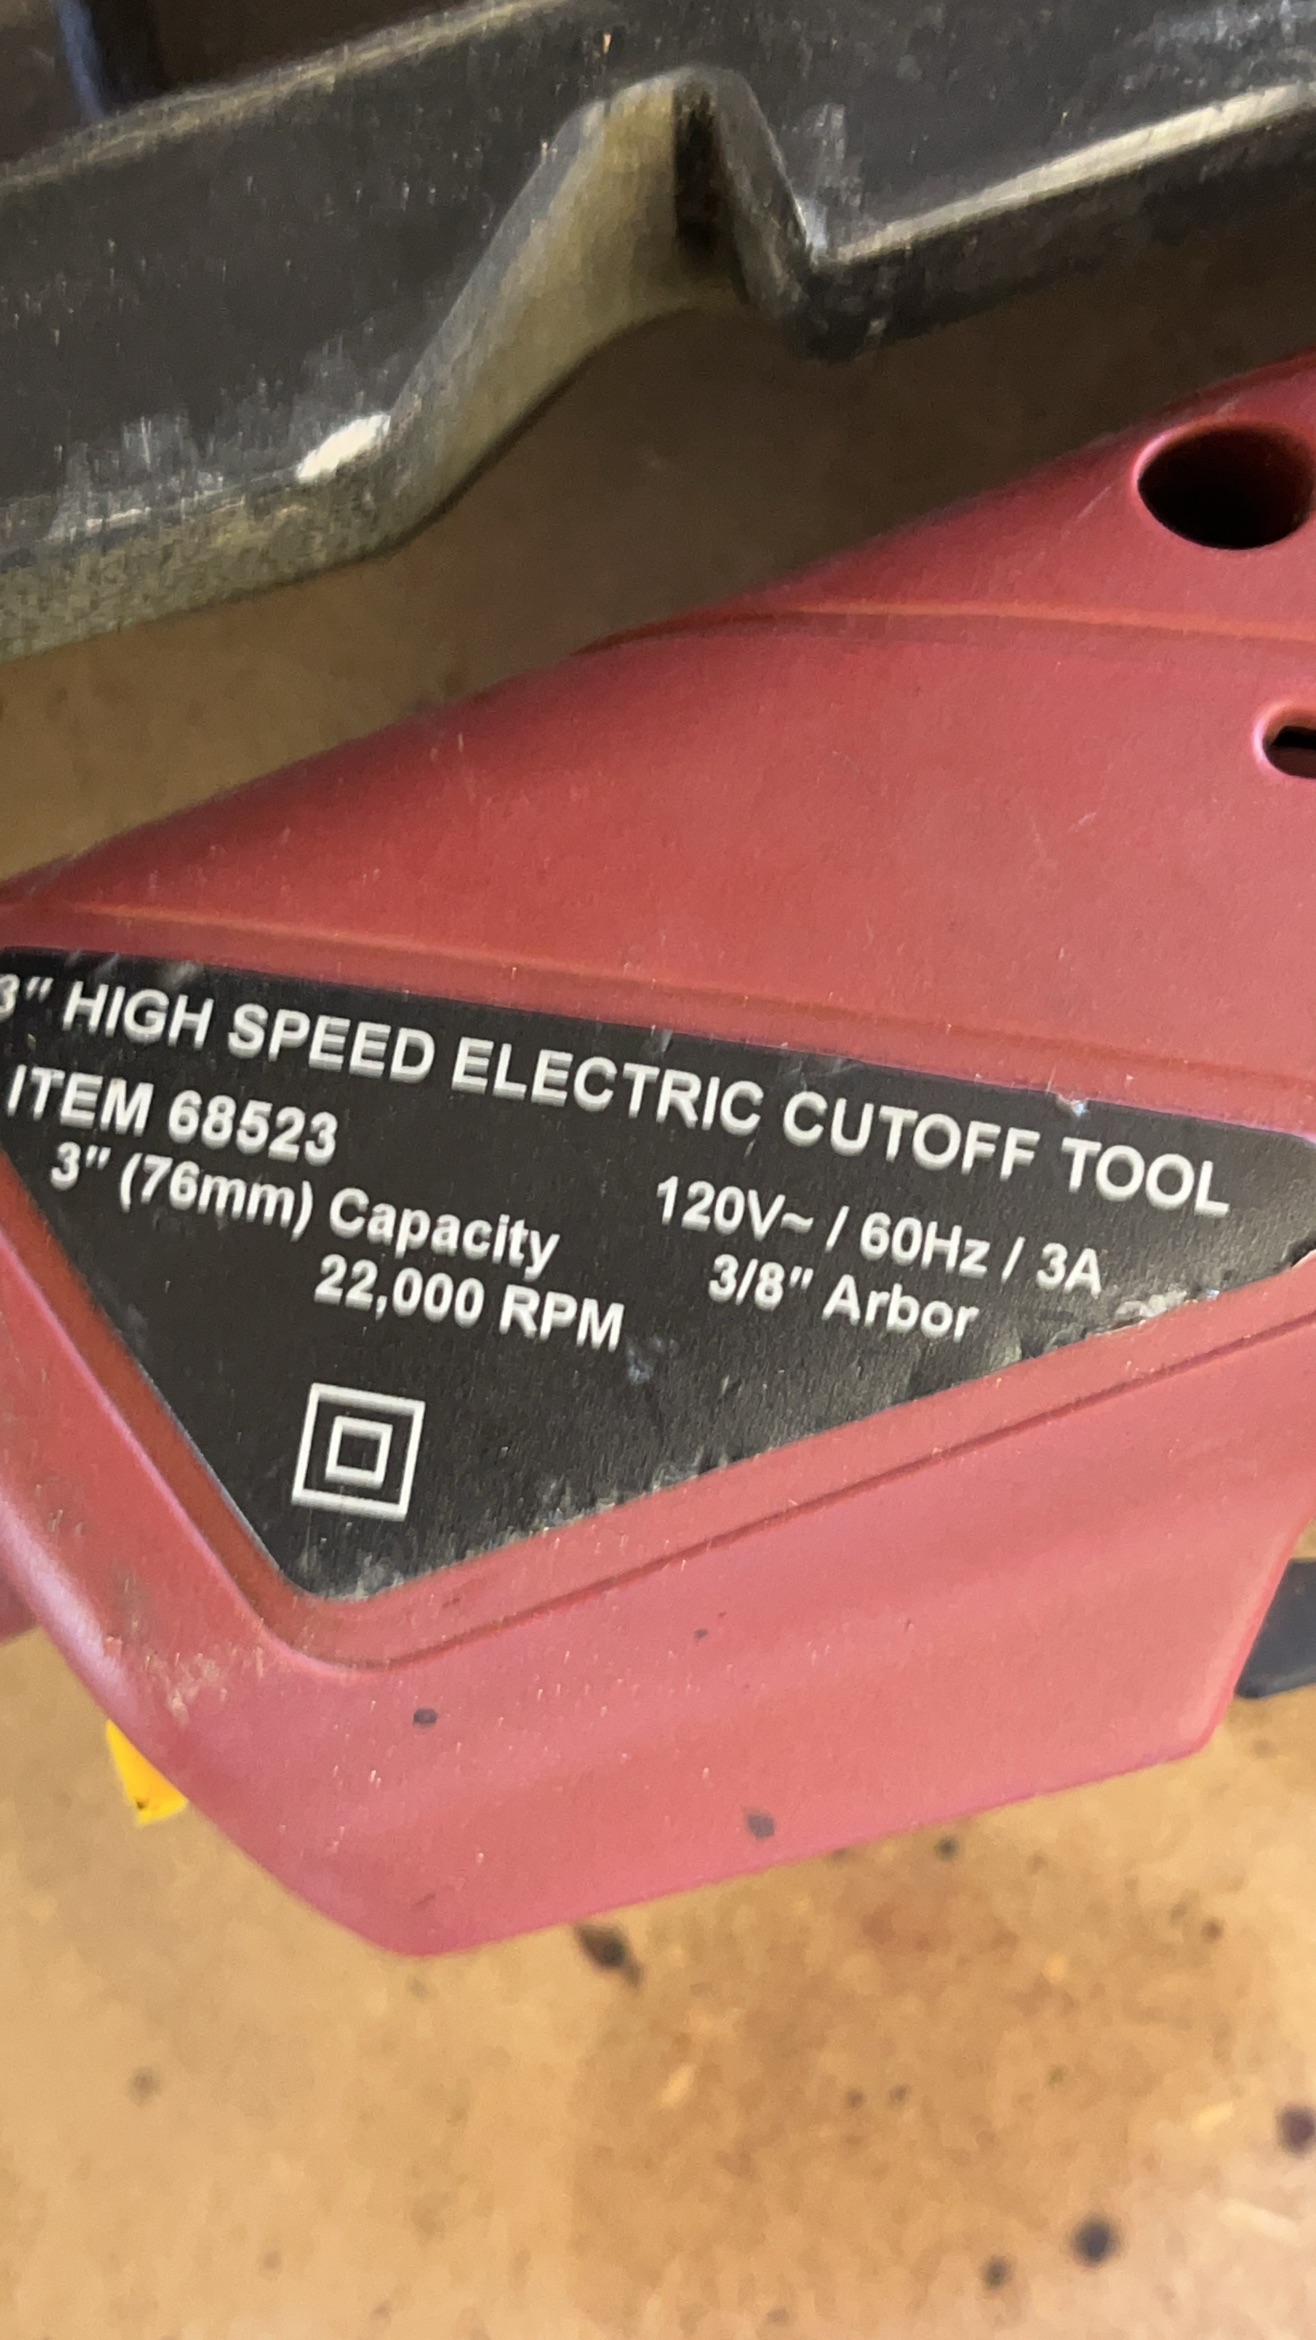 3" HIGH SPEED ELECTRIC CUTOFF TOOL
ITEM 68523
3" (76mm) Capacity
22,000 RPM
120V~ / 60Hz / 3A
3/8" Arbor